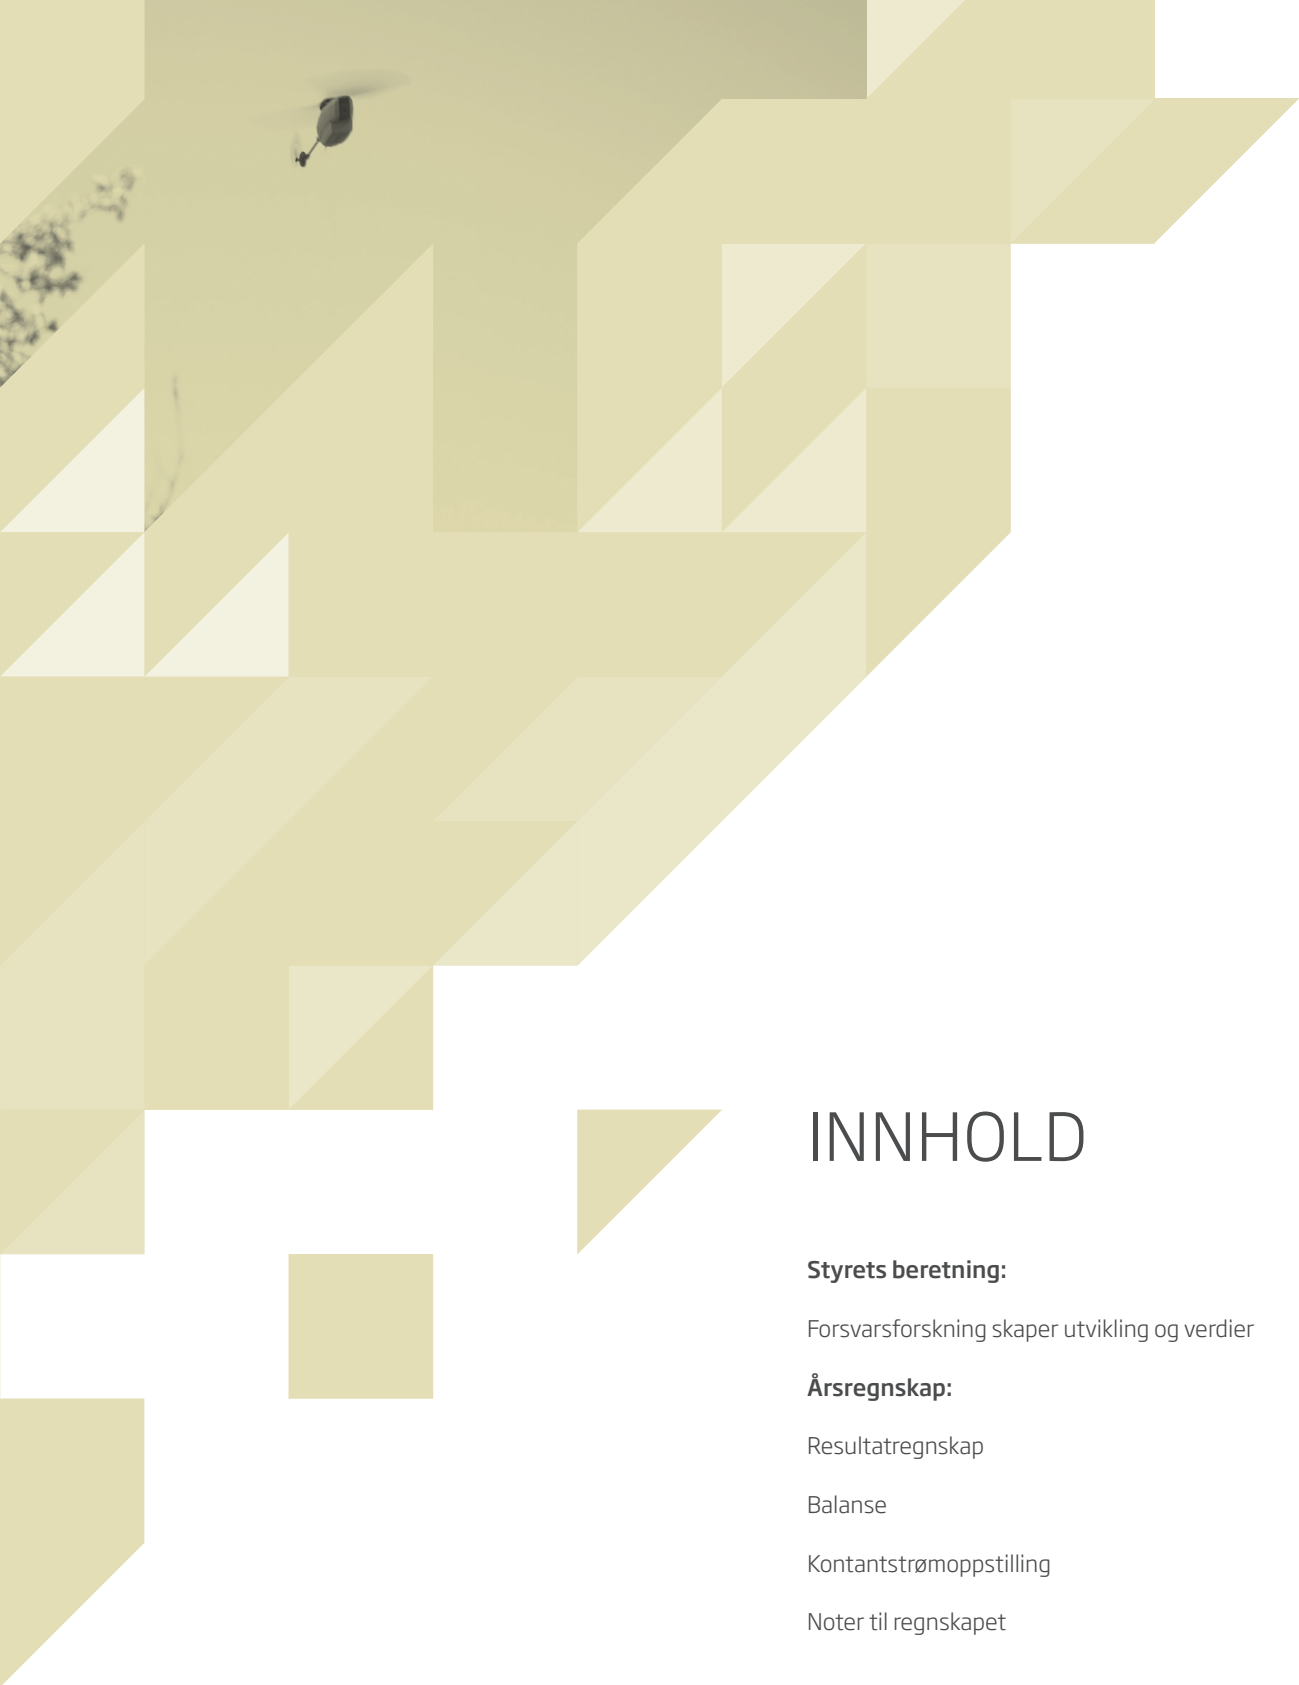 INNHOLD
Styrets beretning:
Forsvarsforskning skaper utvikling og verdier
Årsregnskap:
Resultatregnskap
Balanse
Kontantstrømoppstilling
Noter til regnskapet